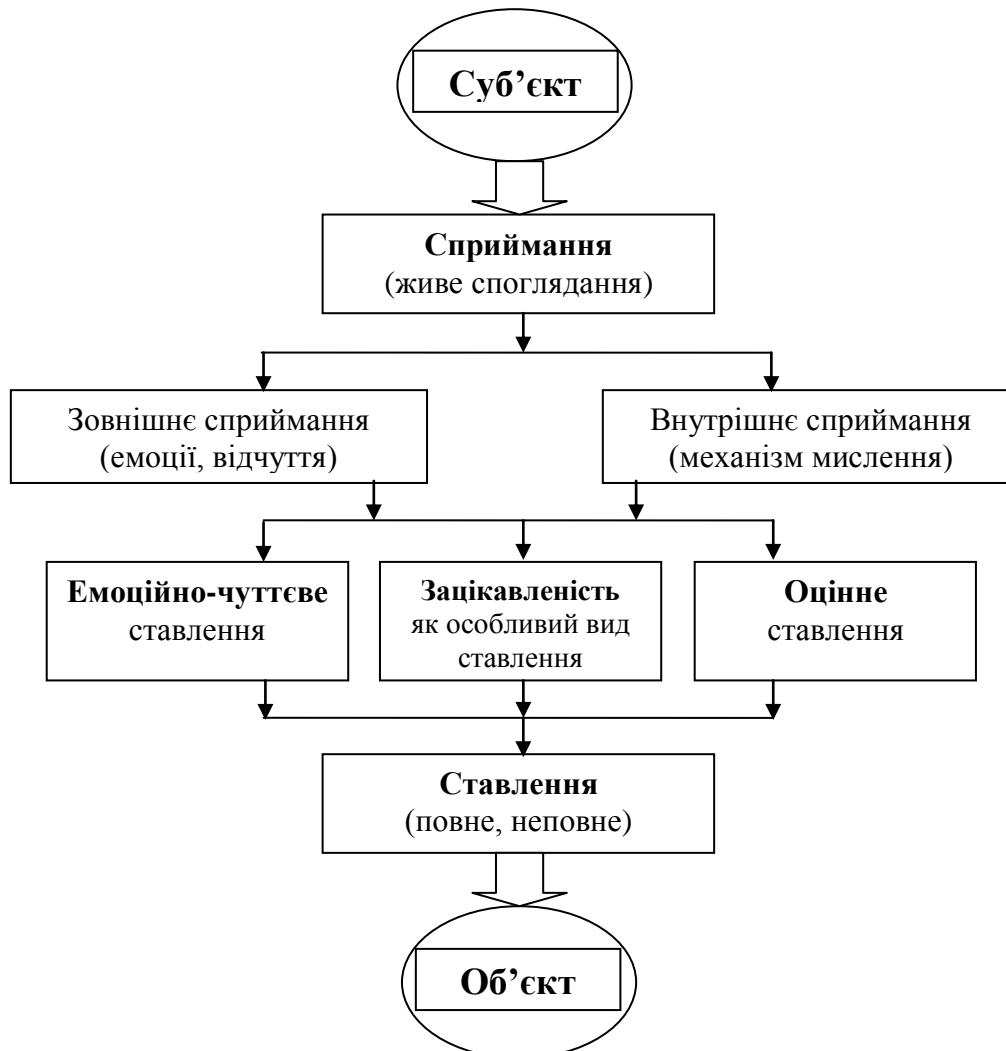 Суб’єкт
Сприймання
(живе споглядання)
Зовнішнє сприймання
(емоції, відчуття)
Внутрішнє сприймання
(механізм мислення)
Емоційно-чуттєве
ставлення
Зацікавленість
як особливий вид
ставлення
Оцінне
ставлення
Ставлення
(повне, неповне)
Об’єкт